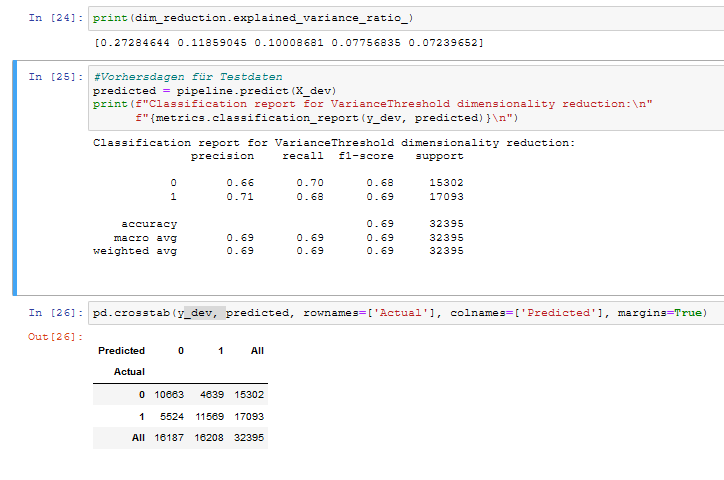 In [24]: print(dim_reduction.explained_variance_ratio_)
[0.27284644 0.11859045 0.10008681 0.07756835 0.07239652]
In [25]: #Vorhersdagen für Testdaten
predicted = pipeline.predict(X_dev)
print(f"Classification report for VarianceThreshold dimensionality reduction:\n"
f"{metrics.classification_report(y_dev, predicted)}\n")
Classification report for VarianceThreshold dimensionality reduction:
precision recall f1-score support
0 0.66 0.70 0.68 15302
1 0.71 0.68 0.69 17093
accuracy 0.69 32395
macro avg 0.69 0.69 0.69 32395
weighted avg 0.69 0.69 0.69 32395
In [26]: pd.crosstab(y_dev, predicted, rownames=['Actual'], colnames=['Predicted'], margins=True)
Out[26]:
Predicted 0 1 All
Actual
0 10663 4639 15302
1 5524 11569 17093
All 16187 16208 32395